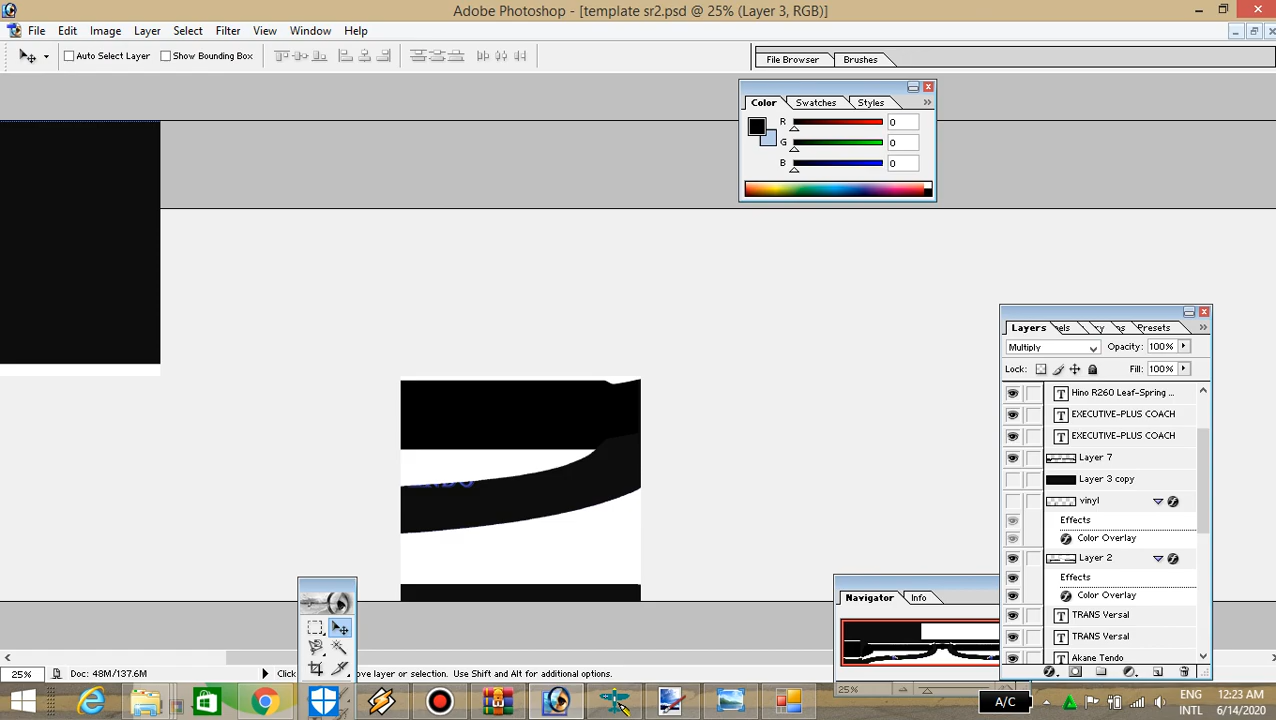 Adobe Photoshop - [template sr2.psd @ 25% (Layer 3, RGB)]
File Edit Image Layer Select Filter View Window Help
Auto Select Layer Show Bounding Box
File Browser Brushes
Color Swatches Styles
R 0
G 0
B 0
Layers Presets
Multiply Opacity: 100%
Lock: Fill: 100%
Hino R260 Leaf-Spring ...
EXECUTIVE-PLUS COACH
EXECUTIVE-PLUS COACH
Layer 7
Layer 3 copy
vinyl
Effects
Color Overlay
Layer 2
Effects
Color Overlay
TRANS Versal
TRANS Versal
Akane Tendo
Navigator Info
25%
25% Doc: 48M/137.6M
Clic
layer or selection. Use Shift and Alt for additional options.
A/C
ENG
INTL
12:23 AM
6/14/2020